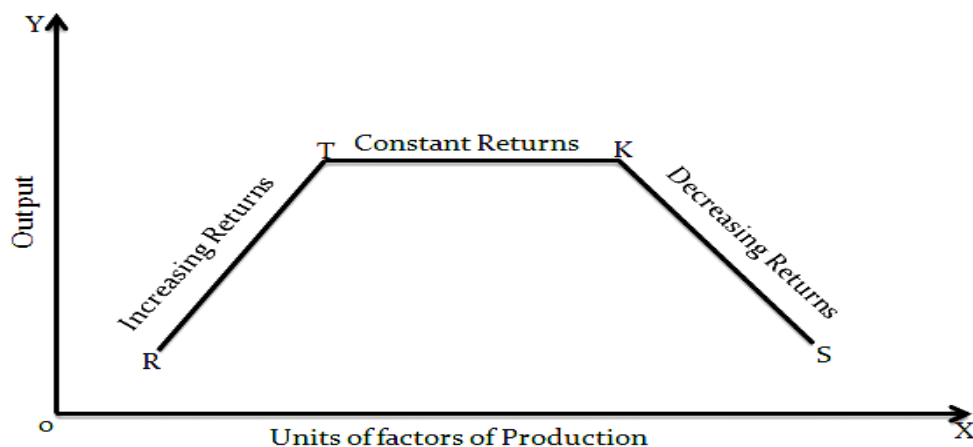 Y
T
Constant Returns
K
Increasing Returns
Decreasing Returns
Output
R
S
o
X
Units of factors of Production